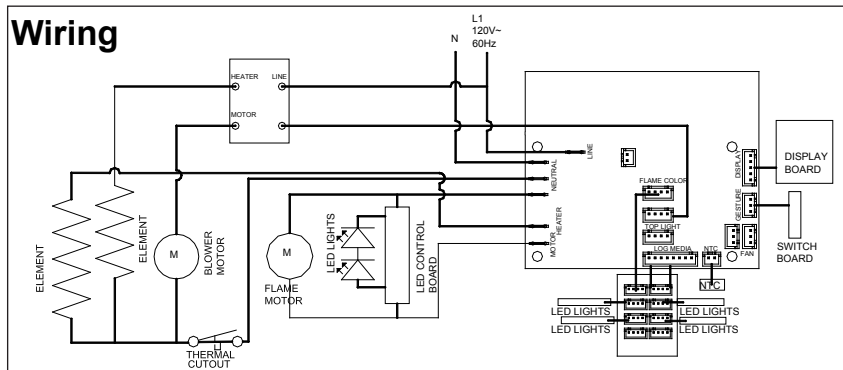 Wiring
N
L1
120V~
60Hz
HEATER
LINE
MOTOR
LINE
NEUTRAL
HEATER
MOTOR
FLAME COLOR
TOP LIGHT
LOG MEDIA
NTC
DISPLAY
GESTURE
FAN
DISPLAY
BOARD
SWITCH
BOARD
NTC
ELEMENT
ELEMENT
M
BLOWER
MOTOR
M
FLAME
MOTOR
LED LIGHTS
LED CONTROL
BOARD
THERMAL
CUTOUT
LED LIGHTS
LED LIGHTS
LED LIGHTS
LED LIGHTS